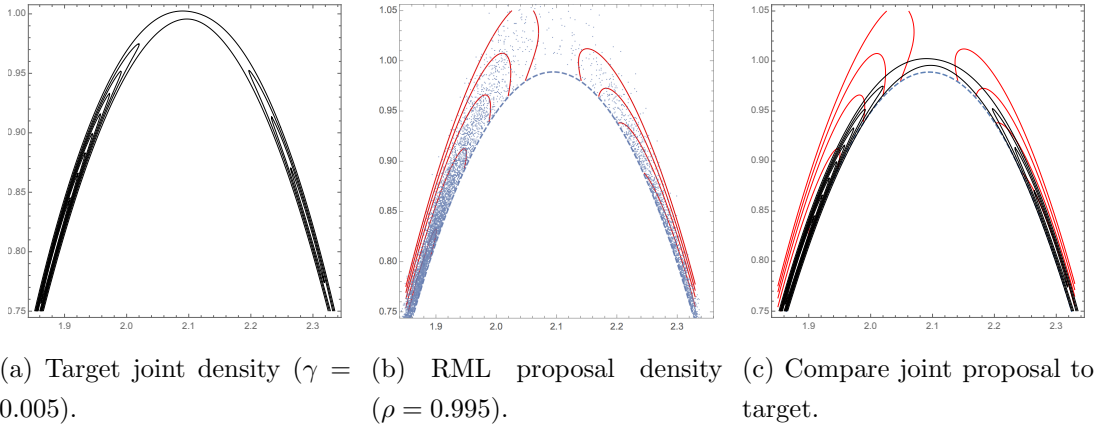 1.00
0.95
0.90
0.85
0.80
0.75
1.9 2.0 2.1 2.2 2.3
1.05
1.00
0.95
0.90
0.85
0.80
0.75
1.9 2.0 2.1 2.2 2.3
1.05
1.00
0.95
0.90
0.85
0.80
0.75
1.9 2.0 2.1 2.2 2.3
(a) Target joint density (γ =
0.005).
(b) RML proposal density
(ρ = 0.995).
(c) Compare joint proposal to
target.